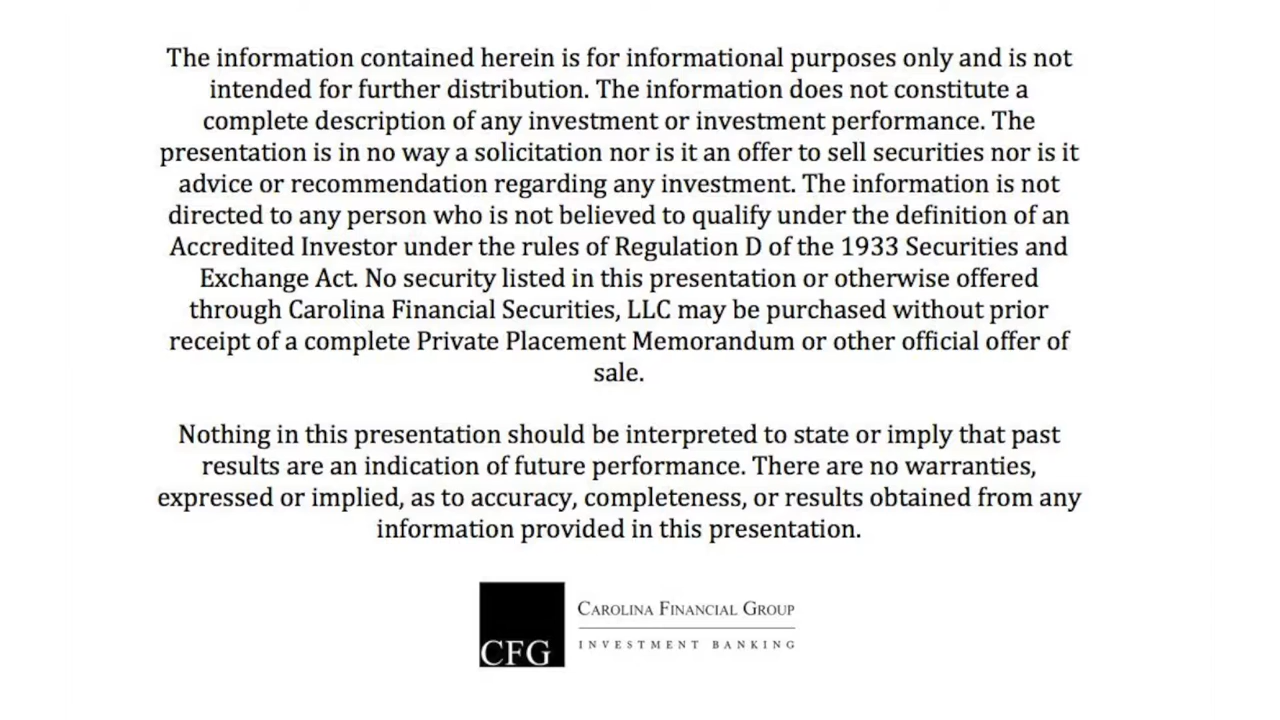 The information contained herein is for informational purposes only and is not
intended for further distribution. The information does not constitute a
complete description of any investment or investment performance. The
presentation is in no way a solicitation nor is it an offer to sell securities nor is it
advice or recommendation regarding any investment. The information is not
directed to any person who is not believed to qualify under the definition of an
Accredited Investor under the rules of Regulation D of the 1933 Securities and
Exchange Act. No security listed in this presentation or otherwise offered
through Carolina Financial Securities, LLC may be purchased without prior
receipt of a complete Private Placement Memorandum or other official offer of
sale.
Nothing in this presentation should be interpreted to state or imply that past
results are an indication of future performance. There are no warranties,
expressed or implied, as to accuracy, completeness, or results obtained from any
information provided in this presentation.
CFG
CAROLINA FINANCIAL GROUP
INVESTMENT BANKING